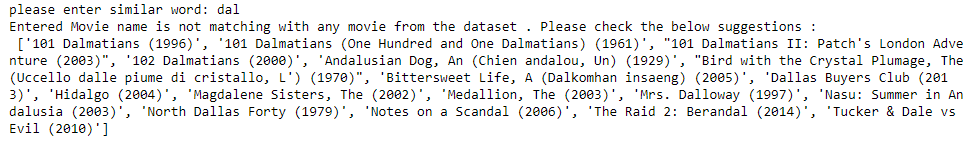 please enter similar word: dal
Entered Movie name is not matching with any movie from the dataset . Please check the below suggestions :
 ['101 Dalmatians (1996)', '101 Dalmatians (One Hundred and One Dalmatians) (1961)', "101 Dalmatians II: Patch's London Adve
nture (2003)", '102 Dalmatians (2000)', 'Andalusian Dog, An (Chien andalou, Un) (1929)', "Bird with the Crystal Plumage, The
(Uccello dalle piume di cristallo, L') (1970)", 'Bittersweet Life, A (Dalkomhan insaeng) (2005)', 'Dallas Buyers Club (201
3)', 'Hidalgo (2004)', 'Magdalene Sisters, The (2002)', 'Medallion, The (2003)', 'Mrs. Dalloway (1997)', 'Nasu: Summer in An
dalusia (2003)', 'North Dallas Forty (1979)', 'Notes on a Scandal (2006)', 'The Raid 2: Berandal (2014)', 'Tucker & Dale vs
Evil (2010)']